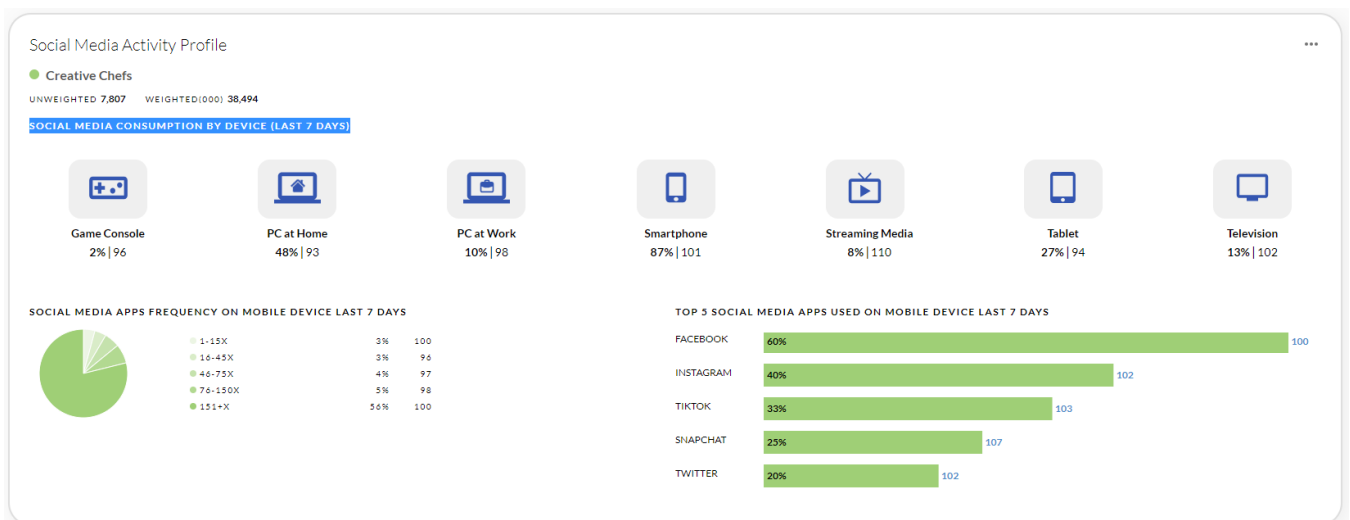 Social Media Activity Profile
Creative Chefs
UNWEIGHTED 7,807 WEIGHTED(000) 38,494
SOCIAL MEDIA CONSUMPTION BY DEVICE (LAST 7 DAYS)
Game Console PC at Home PC at Work Smartphone Streaming Media Tablet Television
2%|96 48%|93 10%|98 87%|101 8%|110 27%|94 13%|102
SOCIAL MEDIA APPS FREQUENCY ON MOBILE DEVICE LAST 7 DAYS
1-15X 3% 100
16-45X 3% 96
46-75X 4% 97
76-150X 5% 98
151+X 56% 100
TOP 5 SOCIAL MEDIA APPS USED ON MOBILE DEVICE LAST 7 DAYS
FACEBOOK 60% 100
INSTAGRAM 40% 102
TIKTOK 33% 103
SNAPCHAT 25% 107
TWITTER 20% 102